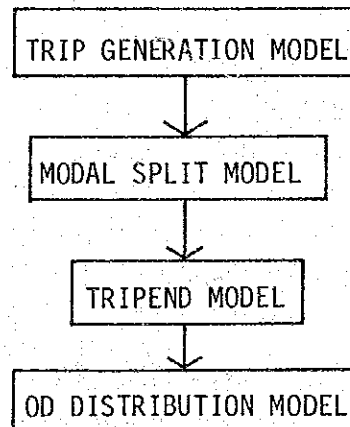 TRIP GENERATION MODEL
MODAL SPLIT MODEL
TRIPEND MODEL
OD DISTRIBUTION MODEL